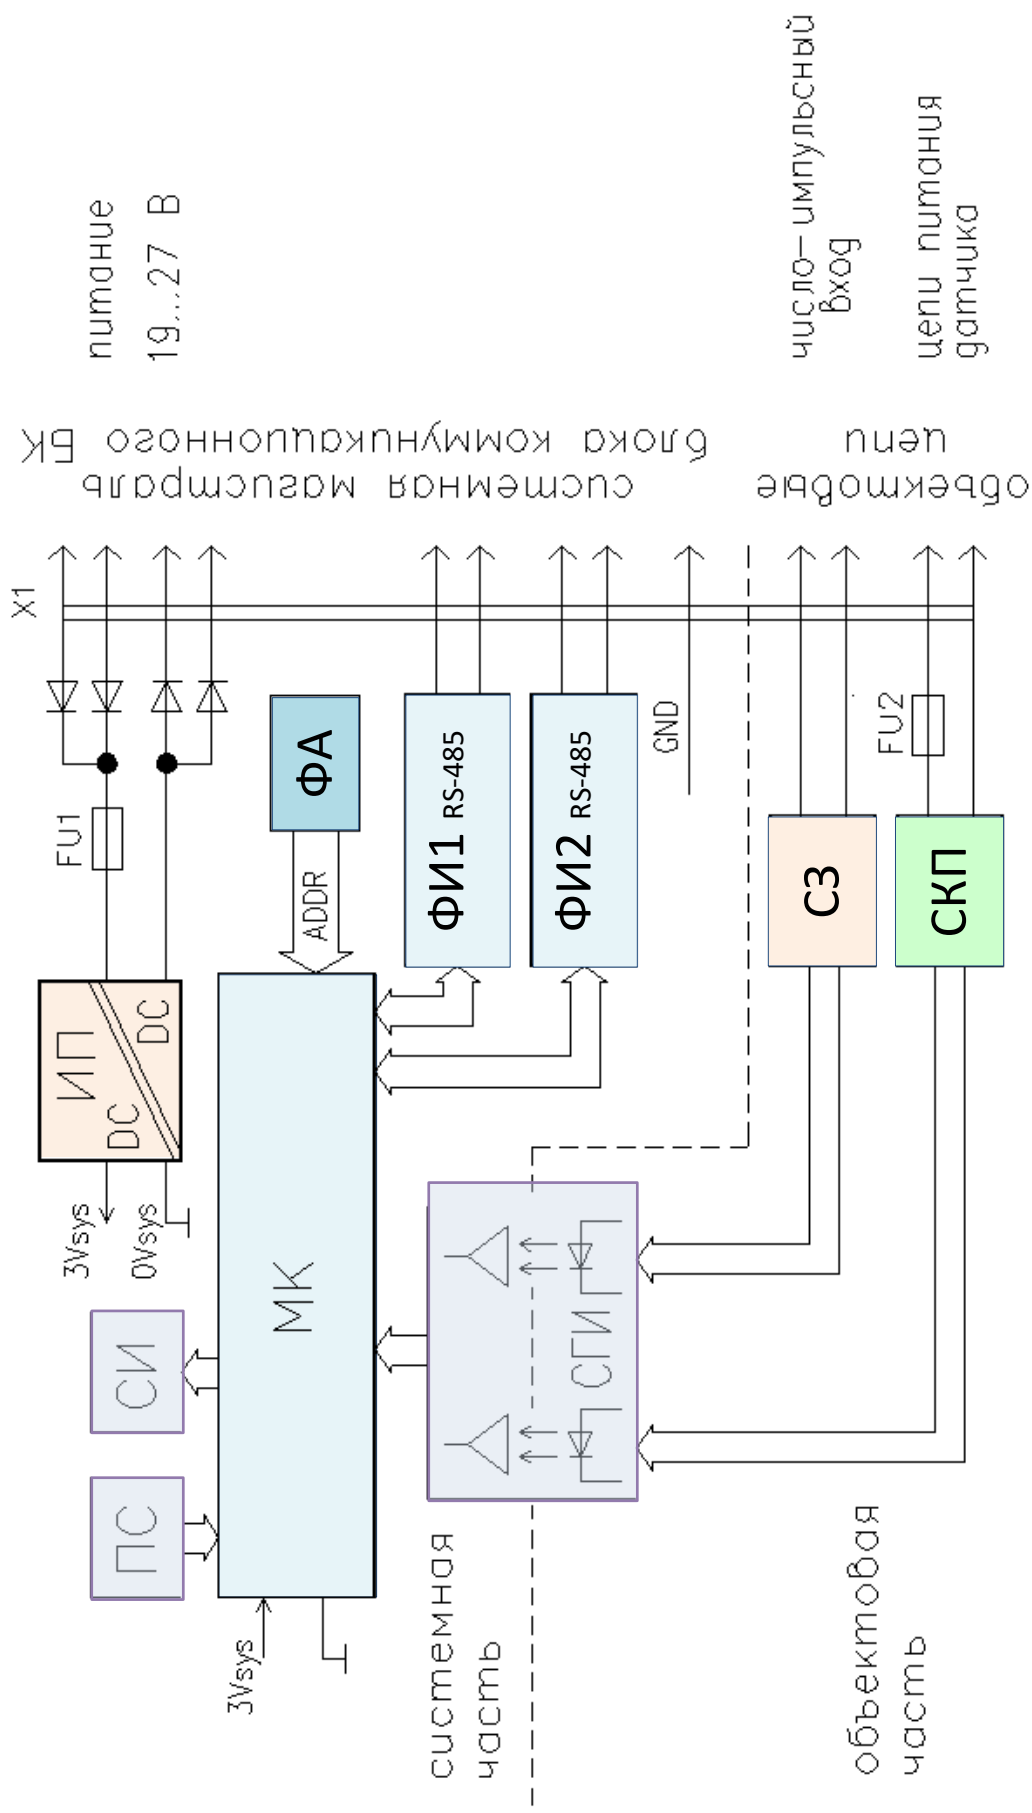 ПС
СИ
3Vsys
0Vsys
ИП
DC
DC
FU1
X1
питание
19...27 В
3Vsys
МК
ADDR
ФА
системная магистраль
блока коммуникационного БК
системная
часть
СГИ
ФИ1 RS-485
ФИ2 RS-485
GND
объектовая
часть
СЗ
СКП
FU2
объектовые
цепи
число-импульсный
вход
цепи питания
датчика